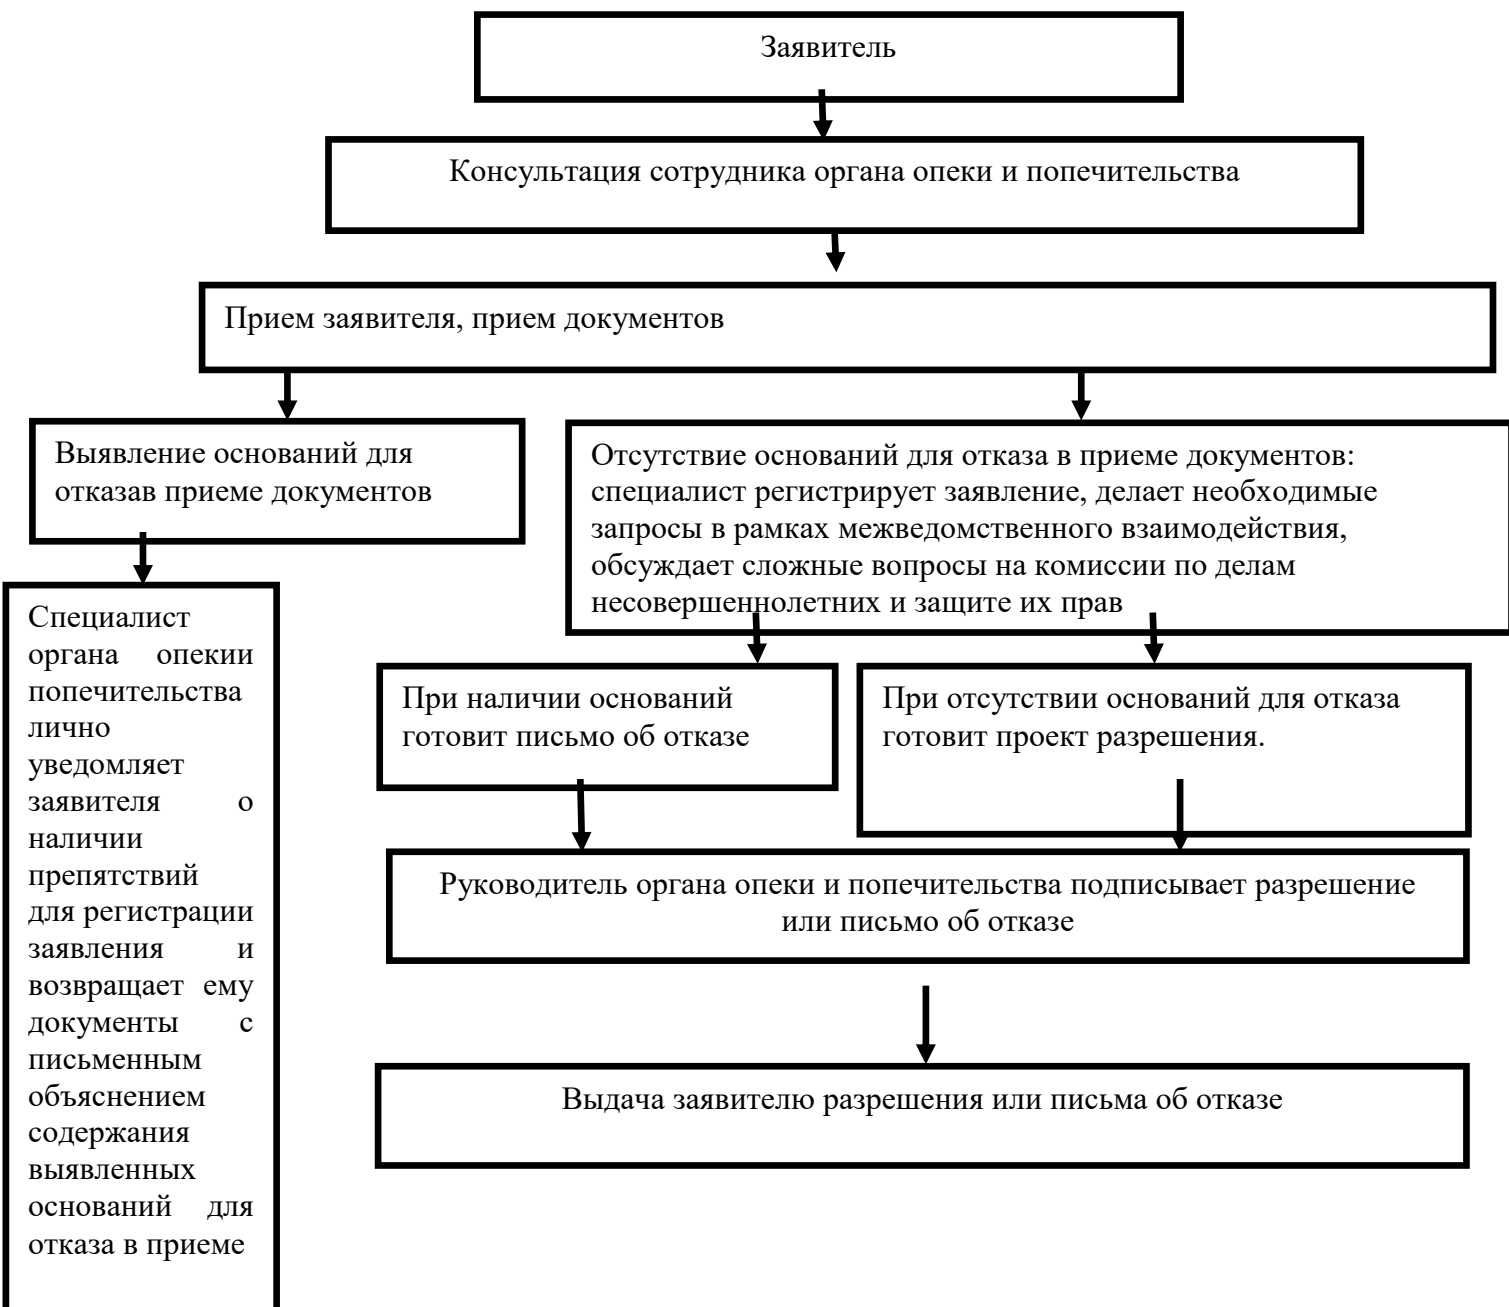 Заявитель
Консультация сотрудника органа опеки и попечительства
Прием заявителя, прием документов
Выявление оснований для
отказав приеме документов
Отсутствие оснований для отказа в приеме документов:
специалист регистрирует заявление, делает необходимые
запросы в рамках межведомственного взаимодействия,
обсуждает сложные вопросы на комиссии по делам
несовершеннолетних и защите их прав
Специалист
органа опекии
попечительства
лично
уведомляет
заявителя о
наличии
препятствий
для регистрации
заявления и
возвращает ему
документы с
письменным
объяснением
содержания
выявленных
оснований для
отказа в приеме
При наличии оснований
готовит письмо об отказе
При отсутствии оснований для отказа
готовит проект разрешения.
Руководитель органа опеки и попечительства подписывает разрешение
или письмо об отказе
Выдача заявителю разрешения или письма об отказе